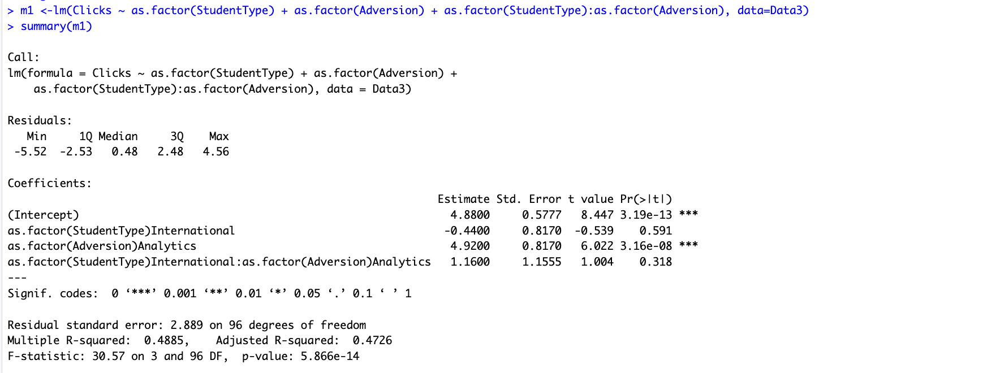 > m1 <-lm(Clicks ~ as.factor(StudentType) + as.factor(Adversion) + as.factor(StudentType):as.factor(Adversion), data=Data3)
> summary(m1)
Call:
lm(formula = Clicks ~ as.factor(StudentType) + as.factor(Adversion) +
    as.factor(StudentType):as.factor(Adversion), data = Data3)
Residuals:
   Min     1Q Median     3Q    Max
 -5.52  -2.53   0.48   2.48   4.56
Coefficients:
                                                                 Estimate Std. Error t value Pr(>|t|)
(Intercept)                                                        4.8800     0.5777   8.447 3.19e-13 ***
as.factor(StudentType)International                               -0.4400     0.8170  -0.539    0.591
as.factor(Adversion)Analytics                                      4.9200     0.8170   6.022 3.16e-08 ***
as.factor(StudentType)International:as.factor(Adversion)Analytics   1.1600     1.1555   1.004    0.318
---
Signif. codes:  0 ‘***’ 0.001 ‘**’ 0.01 ‘*’ 0.05 ‘.’ 0.1 ‘ ’ 1
Residual standard error: 2.889 on 96 degrees of freedom
Multiple R-squared:  0.4885,	Adjusted R-squared:  0.4726
F-statistic: 30.57 on 3 and 96 DF,  p-value: 5.866e-14